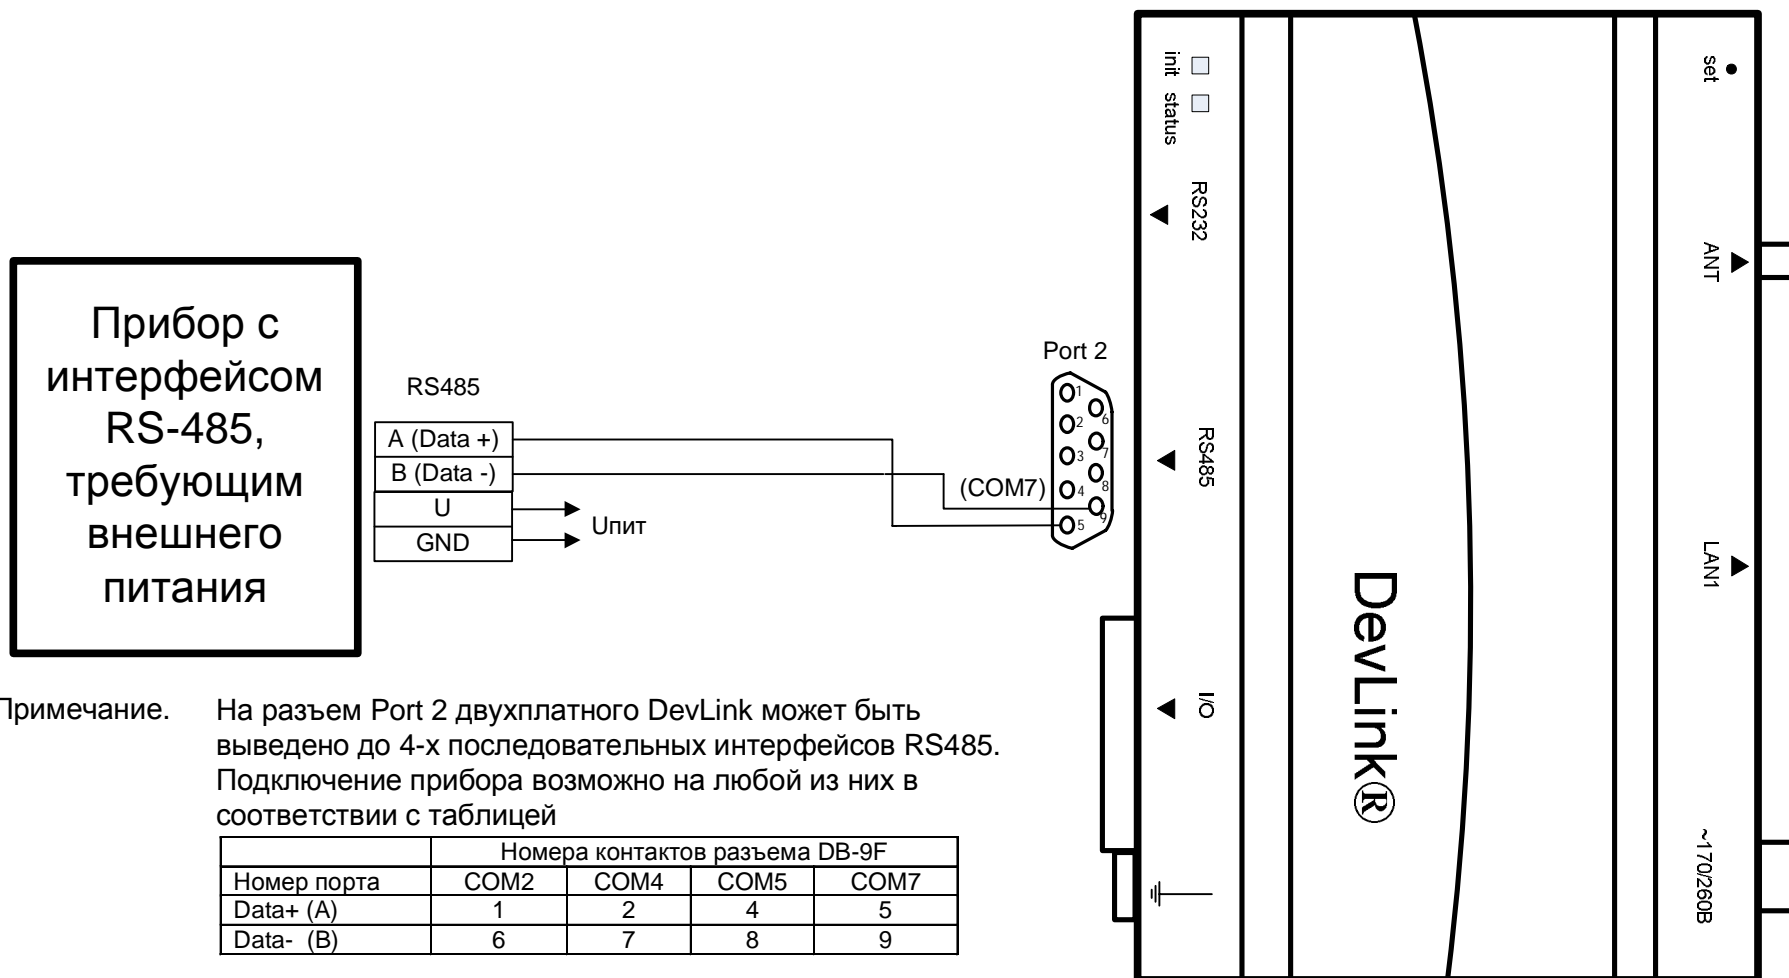 init
status
RS232
RS485
I/O
DevLink®
set
ANT
LAN1
~170/260В
Прибор с
интерфейсом
RS-485,
требующим
внешнего
питания
RS485
A (Data +)
B (Data -)
U
GND
Uпит
Port 2
1
2
3
4
5
6
7
8
9
(COM7)
Примечание.
На разъем Port 2 двухплатного DevLink может быть
выведено до 4-х последовательных интерфейсов RS485.
Подключение прибора возможно на любой из них в
соответствии с таблицей
Номера контактов разъема DB-9F
Номер порта COM2 COM4 COM5 COM7
Data+ (A) 1 2 4 5
Data- (B) 6 7 8 9